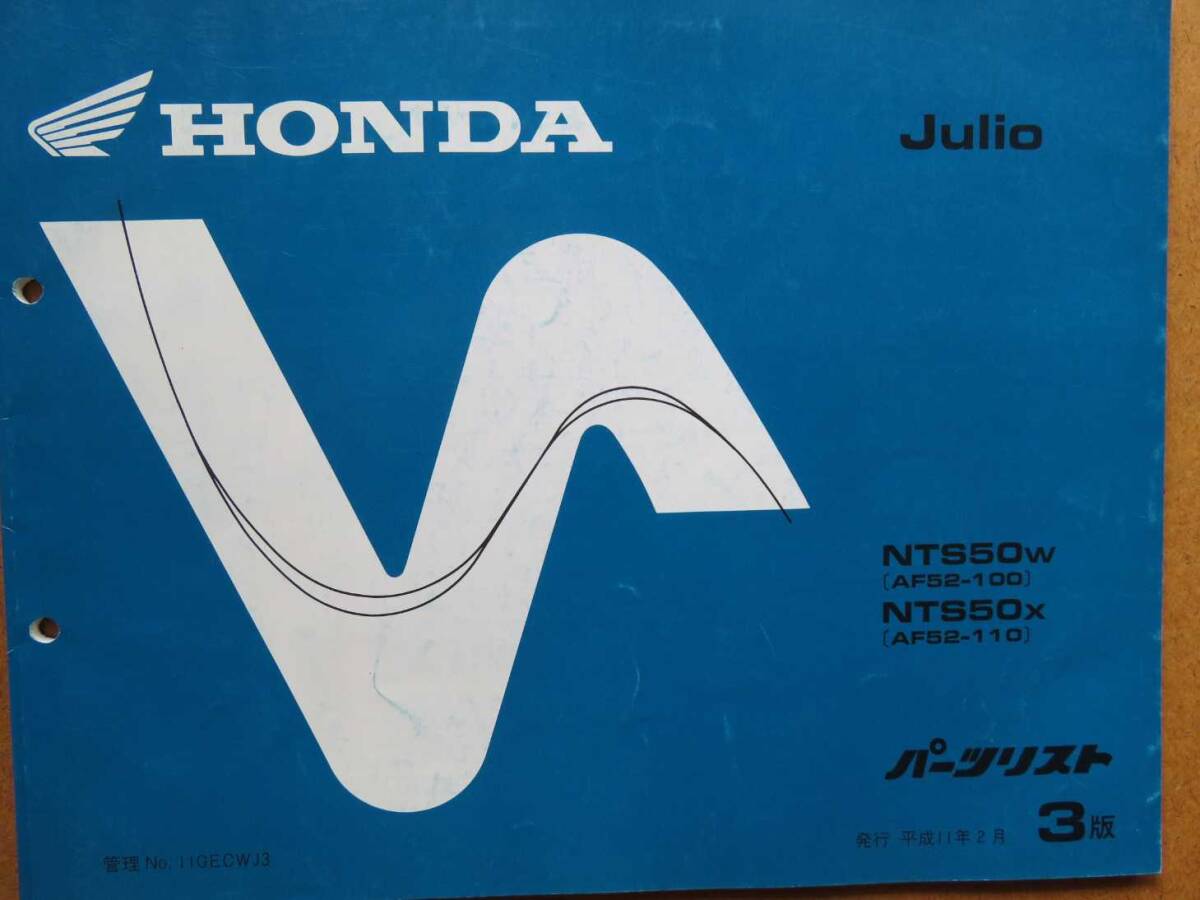 HONDA
Julio
NTS50W
〔AF52-100〕
NTS50X
〔AF52-110〕
パーツリスト
発行 平成11年2月 3版
管理 No. 11GECWJ3